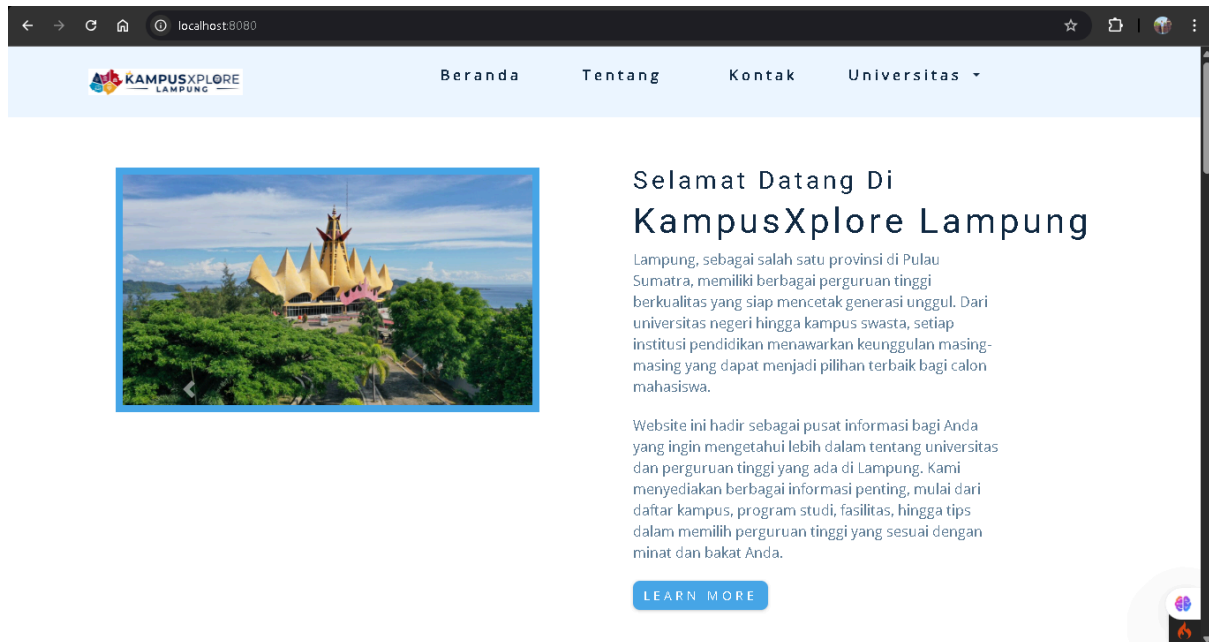 localhost:8080
KAMPUSXPLORE
LAMPUNG
Beranda Tentang Kontak Universitas
Selamat Datang Di
KampusXplore Lampung
Lampung, sebagai salah satu provinsi di Pulau
Sumatra, memiliki berbagai perguruan tinggi
berkualitas yang siap mencetak generasi unggul. Dari
universitas negeri hingga kampus swasta, setiap
institusi pendidikan menawarkan keunggulan masing-
masing yang dapat menjadi pilihan terbaik bagi calon
mahasiswa.
Website ini hadir sebagai pusat informasi bagi Anda
yang ingin mengetahui lebih dalam tentang universitas
dan perguruan tinggi yang ada di Lampung. Kami
menyediakan berbagai informasi penting, mulai dari
daftar kampus, program studi, fasilitas, hingga tips
dalam memilih perguruan tinggi yang sesuai dengan
minat dan bakat Anda.
LEARN MORE